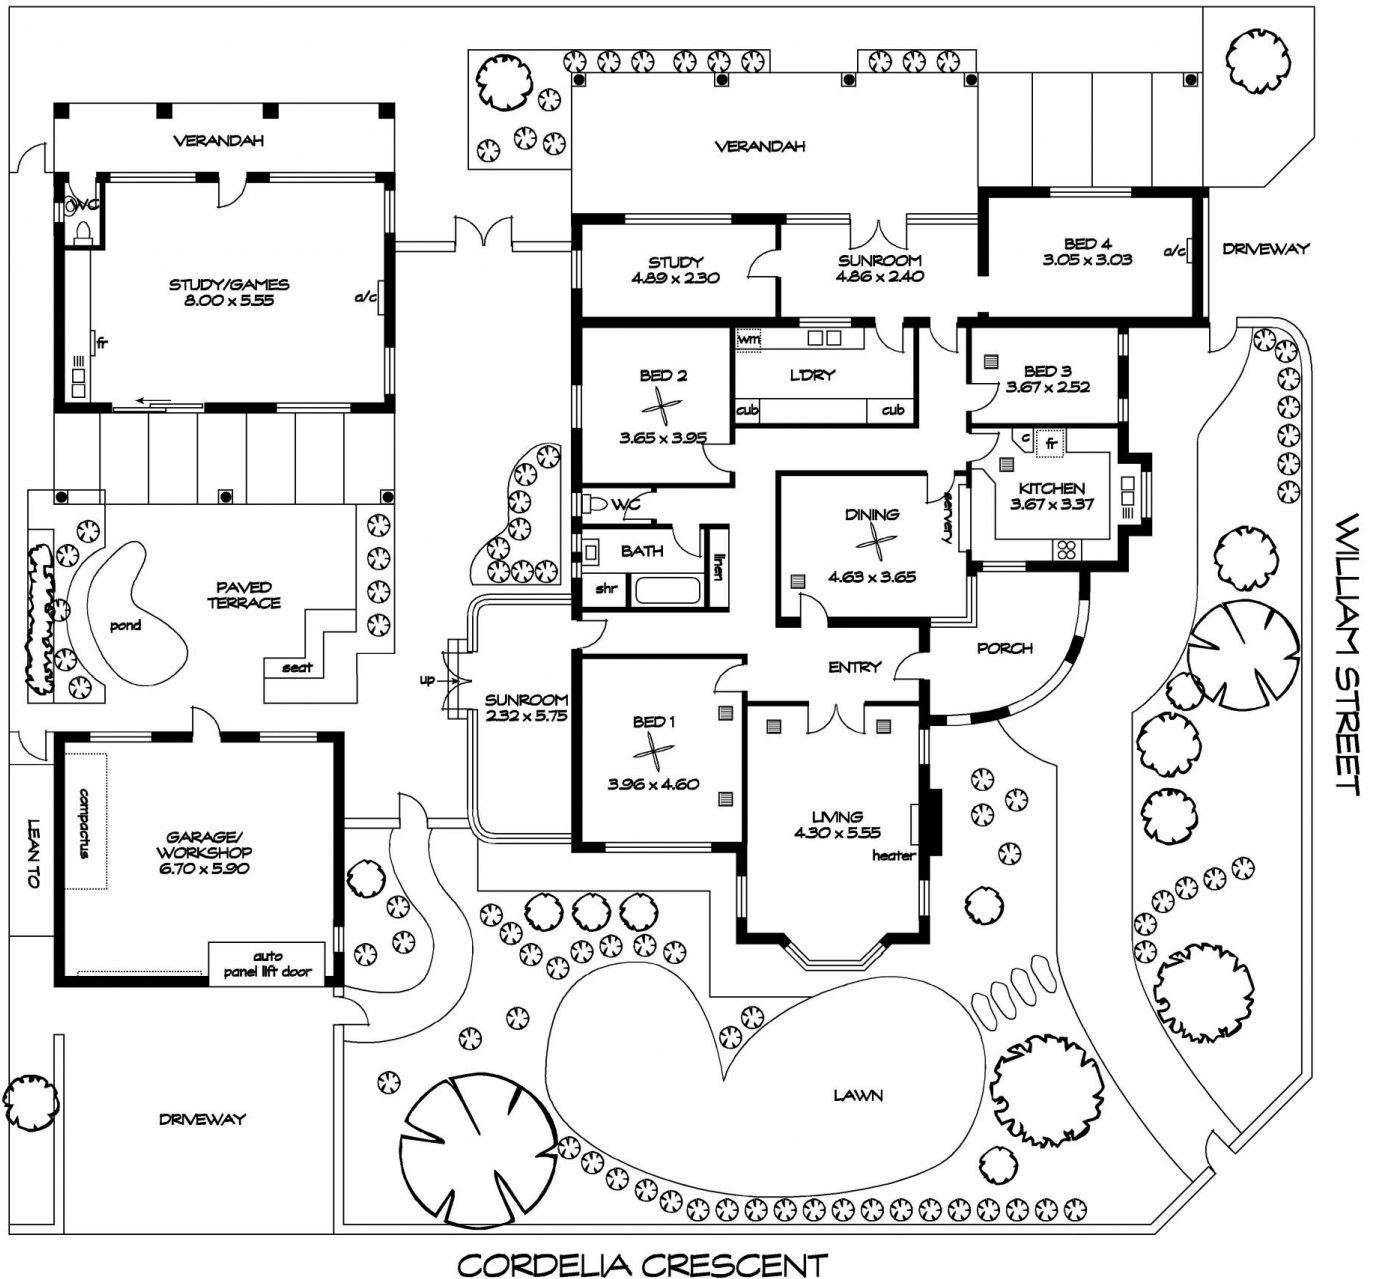 VERANDAH
WC
STUDY/GAMES
8.00 x 5.55
a/c
fr
VERANDAH
STUDY
4.89 x 2.30
SUNROOM
4.86 x 2.40
BED 4
3.05 x 3.03
a/c
DRIVEWAY
BED 2
3.65 x 3.95
wm
L'DRY
cub
cub
BED 3
3.67 x 2.52
c
fr
KITCHEN
3.67 x 3.37
WC
BATH
shr
linen
DINING
4.63 x 3.65
servery
PAVED
TERRACE
pond
seat
up
SUNROOM
2.32 x 5.75
ENTRY
PORCH
BED 1
3.96 x 4.60
LIVING
4.30 x 5.55
heater
LEAN TO
compactus
GARAGE/
WORKSHOP
6.70 x 5.90
auto
panel lift door
DRIVEWAY
LAWN
WILLIAM STREET
CORDELIA CRESCENT